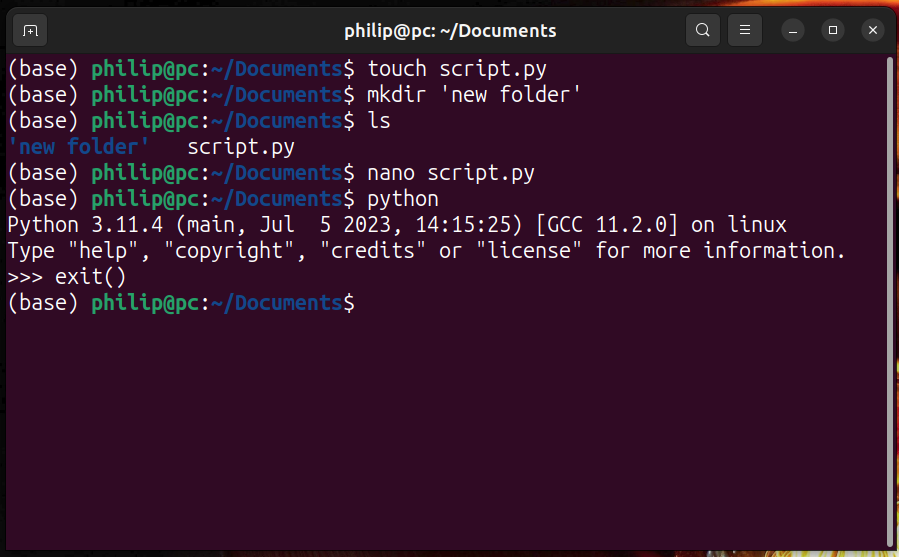 philip@pc: ~/Documents
(base) philip@pc:~/Documents$ touch script.py
(base) philip@pc:~/Documents$ mkdir 'new folder'
(base) philip@pc:~/Documents$ ls
'new folder'   script.py
(base) philip@pc:~/Documents$ nano script.py
(base) philip@pc:~/Documents$ python
Python 3.11.4 (main, Jul  5 2023, 14:15:25) [GCC 11.2.0] on linux
Type "help", "copyright", "credits" or "license" for more information.
>>> exit()
(base) philip@pc:~/Documents$